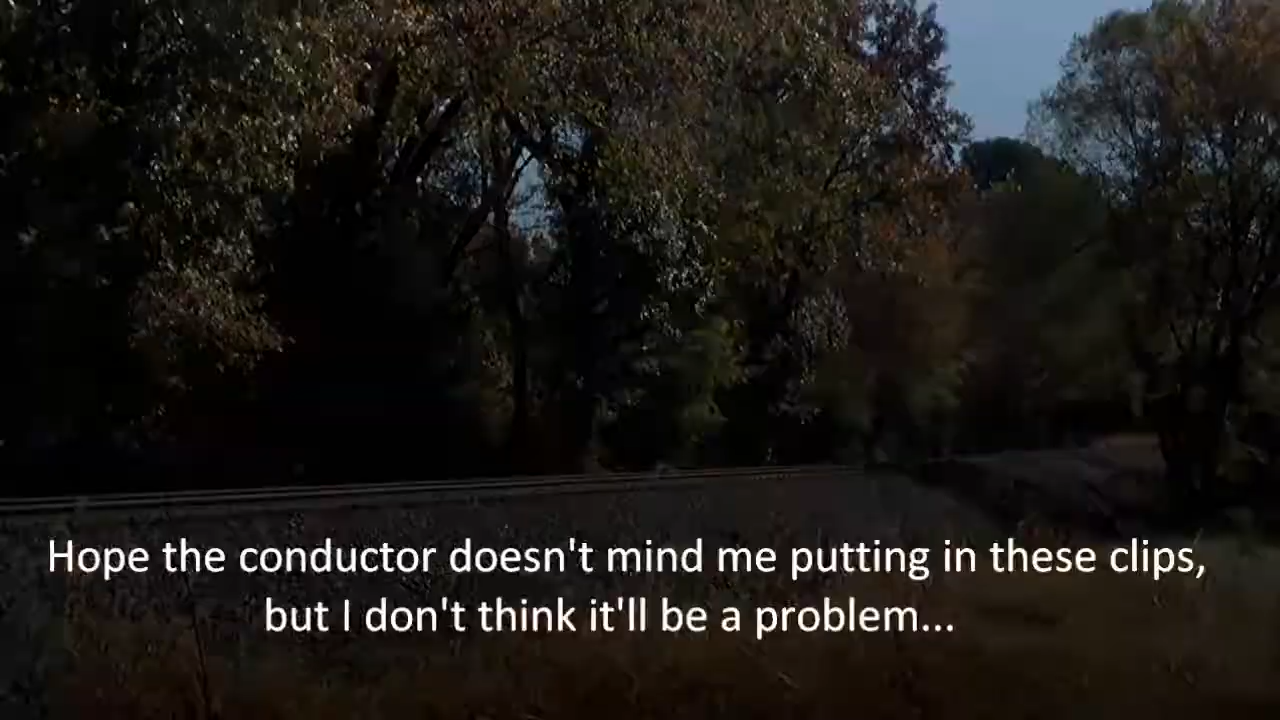 Hope the conductor doesn't mind me putting in these clips,
but I don't think it'll be a problem...